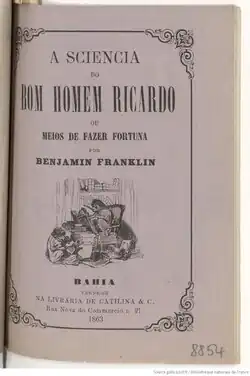 A SCIENCIA
DO
BOM HOMEM RICARDO
OU
MEIOS DE FAZER FORTUNA
POR
BENJAMIN FRANKLIN
BAHIA
VENDE-SE
NA LIVRARIA DE CATILINA & C.
Rua Nova do Commercio n
1863
8854